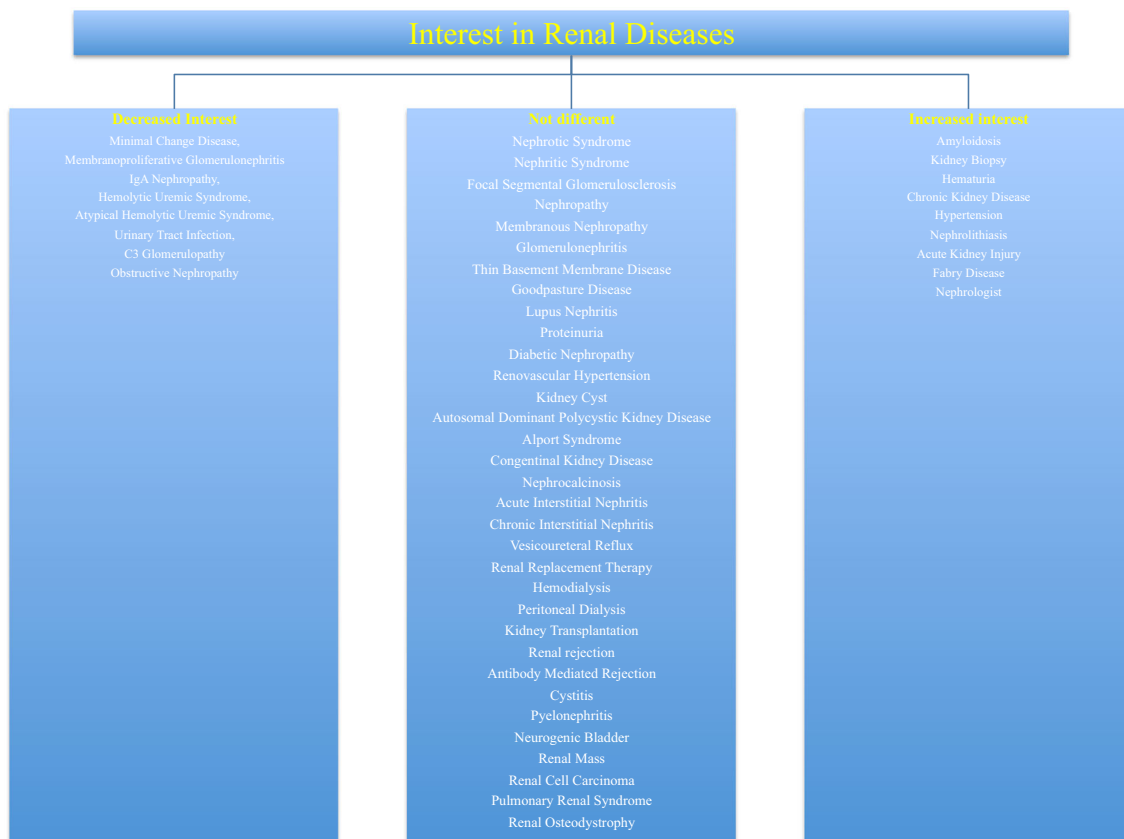 Interest in Renal Diseases
Decreased Interest
Minimal Change Disease,
Membranoproliferative Glomerulonephritis
IgA Nephropathy,
Hemolytic Uremic Syndrome,
Atypical Hemolytic Uremic Syndrome,
Urinary Tract Infection,
C3 Glomerulopathy
Obstructive Nephropathy
Not different
Nephrotic Syndrome
Nephritic Syndrome
Focal Segmental Glomerulosclerosis
Nephropathy
Membranous Nephropathy
Glomerulonephritis
Thin Basement Membrane Disease
Goodpasture Disease
Lupus Nephritis
Proteinuria
Diabetic Nephropathy
Renovascular Hypertension
Kidney Cyst
Autosomal Dominant Polycystic Kidney Disease
Alport Syndrome
Congentinal Kidney Disease
Nephrocalcinosis
Acute Interstitial Nephritis
Chronic Interstitial Nephritis
Vesicoureteral Reflux
Renal Replacement Therapy
Hemodialysis
Peritoneal Dialysis
Kidney Transplantation
Renal rejection
Antibody Mediated Rejection
Cystitis
Pyelonephritis
Neurogenic Bladder
Renal Mass
Renal Cell Carcinoma
Pulmonary Renal Syndrome
Renal Osteodystrophy
Increased interest
Amyloidosis
Kidney Biopsy
Hematuria
Chronic Kidney Disease
Hypertension
Nephrolithiasis
Acute Kidney Injury
Fabry Disease
Nephrologist